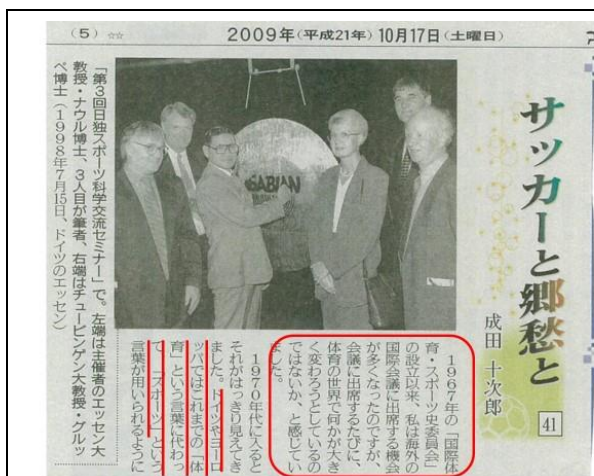 (5) ☆☆
2009年(平成21年)10月17日(土曜日)
サッカーと郷愁と
成田 十次郎
41
SABIAN
「第3回日独スポーツ科学交流セミナー」で。左端は主催者のエッセン大
教授・ナウル博士、3人目が筆者、右端はチュービンゲン大教授・グルッ
ペ博士(1998年7月15日、ドイツのエッセン)
1967年の「国際体
育・スポーツ史委員会」
の設立以来、私は海外の
国際会議に出席する機会
が多くなったのですが、
会議に出席するたびに、
体育の世界で何かが大き
く変わろうとしているの
ではないか、と感じてい
ました。
1970年代に入ると
それがはっきり見えてき
ました。ドイツやヨーロ
ッパではこれまでの「体
育」という言葉に代わっ
て、「スポーツ」という
言葉が用いられるように